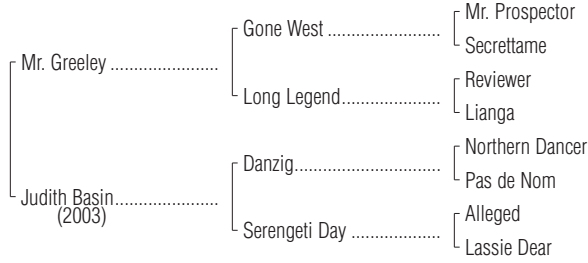 Mr. Prospector
Gone West
Secrettame
Mr. Greeley
Reviewer
Long Legend
Lianga
Northern Dancer
Danzig
Pas de Nom
Judith Basin
(2003)
Alleged
Serengeti Day
Lassie Dear